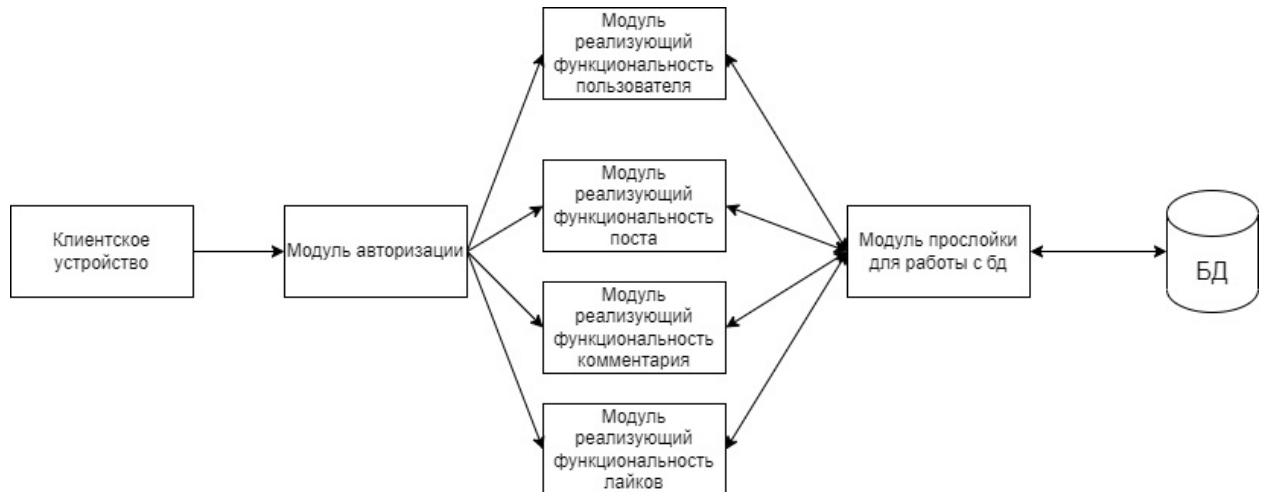 Модуль
реализующий
функциональность
пользователя
Модуль
реализующий
функциональность
поста
Клиентское
устройство
Модуль авторизации
Модуль прослойки
для работы с бд
БД
Модуль
реализующий
функциональность
комментария
Модуль
реализующий
функциональность
лайков